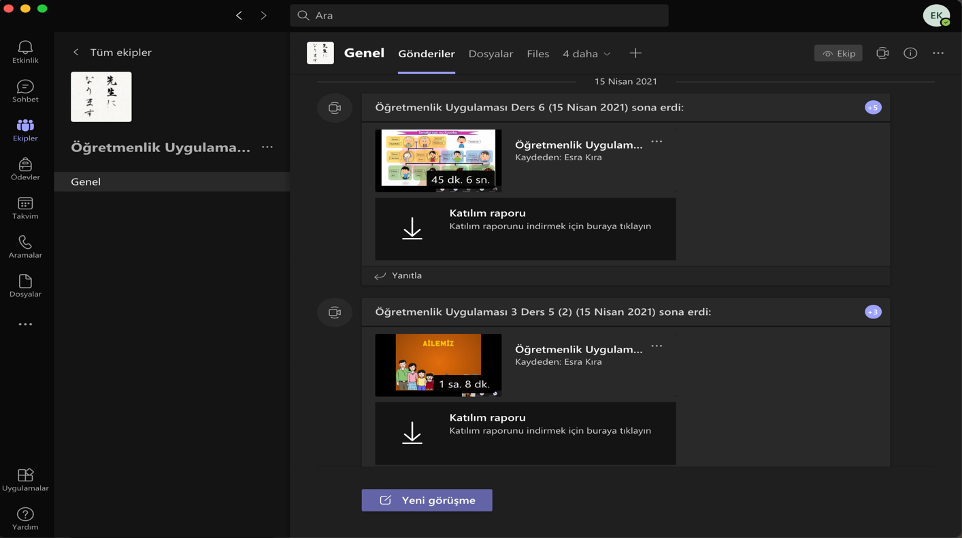 Ara
EK
Etkinlik
Sohbet
Ekipler
Ödevler
Takvim
Aramalar
Dosyalar
Uygulamalar
Yardım
Tüm ekipler
先生に
なります
Öğretmenlik Uygulama...
Genel
Genel
Gönderiler
Dosyalar
Files
4 daha
Ekip
15 Nisan 2021
Öğretmenlik Uygulaması Ders 6 (15 Nisan 2021) sona erdi:
+5
45 dk. 6 sn.
Öğretmenlik Uygulam...
Kaydeden: Esra Kıra
Katılım raporu
Katılım raporunu indirmek için buraya tıklayın
Yanıtla
Öğretmenlik Uygulaması 3 Ders 5 (2) (15 Nisan 2021) sona erdi:
+3
AİLEMİZ
1 sa. 8 dk.
Öğretmenlik Uygulam...
Kaydeden: Esra Kıra
Katılım raporu
Katılım raporunu indirmek için buraya tıklayın
Yeni görüşme